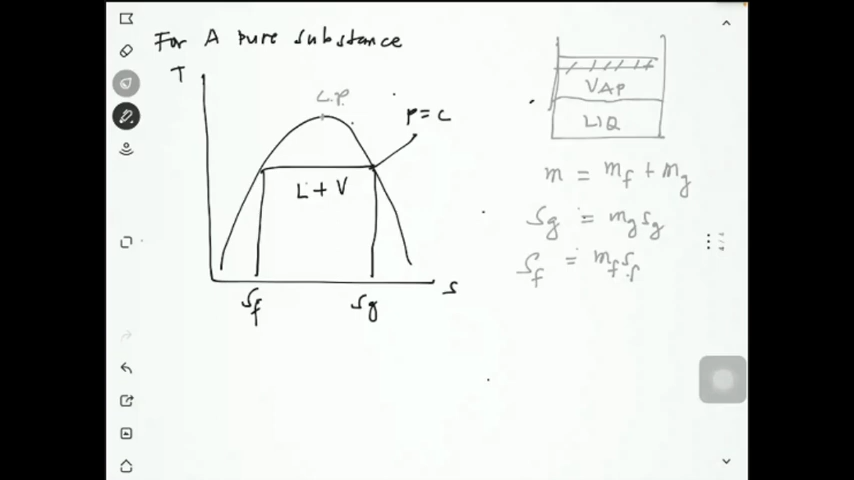 For A pure substance
T
C.P.
P = C
L + V
s
sf
sg
VAP
LIQ
m = mf + mg
Sg = mg sg
Sf = mf sf